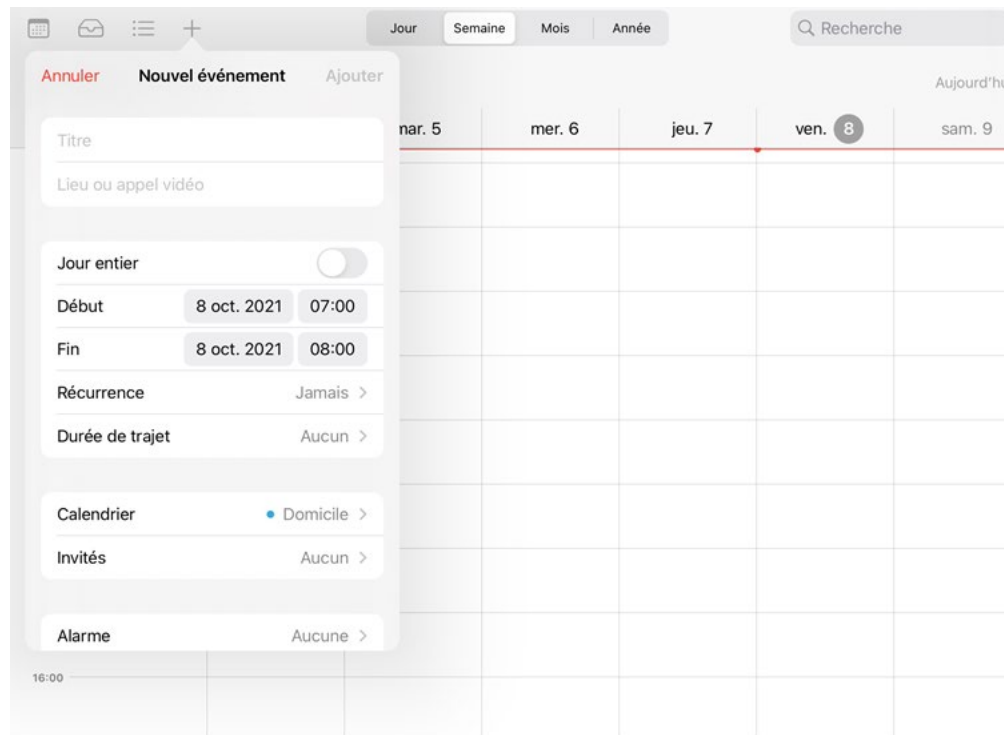 Jour Semaine Mois Année Recherche
Annuler Nouvel événement Ajouter
Aujourd'hu
mar. 5 mer. 6 jeu. 7 ven. 8 sam. 9
Titre
Lieu ou appel vidéo
Jour entier
Début 8 oct. 2021 07:00
Fin 8 oct. 2021 08:00
Récurrence Jamais
Durée de trajet Aucun
Calendrier Domicile
Invités Aucun
Alarme Aucune
16:00